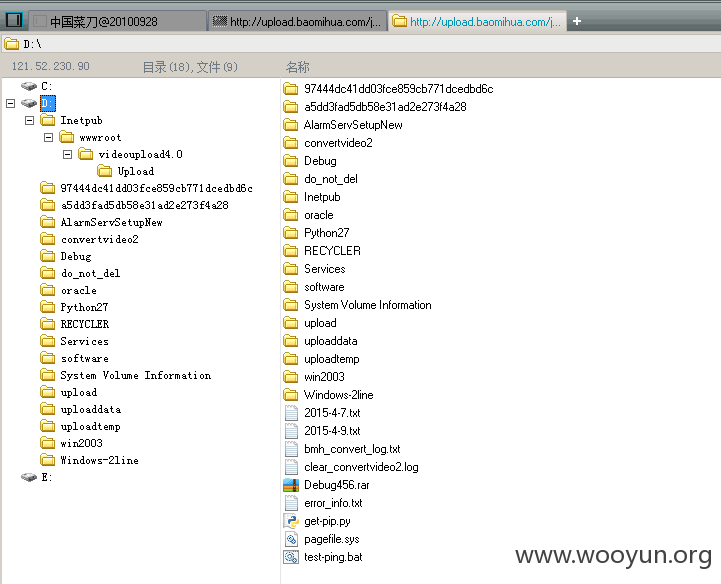 中国菜刀@20100928
http://upload.baomihua.com/j...
http://upload.baomihua.com/j...
+
D:\
121.52.230.90
目录(18),文件(9)
名称
C:
D:
Inetpub
wwwroot
videoupload4.0
Upload
97444dc41dd03fce859cb771dcedbd6c
a5dd3fad5db58e31ad2e273f4a28
AlarmServSetupNew
convertvideo2
Debug
do_not_del
oracle
Python27
RECYCLER
Services
software
System Volume Information
upload
uploaddata
uploadtemp
win2003
Windows-2line
E:
97444dc41dd03fce859cb771dcedbd6c
a5dd3fad5db58e31ad2e273f4a28
AlarmServSetupNew
convertvideo2
Debug
do_not_del
Inetpub
oracle
Python27
RECYCLER
Services
software
System Volume Information
upload
uploaddata
uploadtemp
win2003
Windows-2line
2015-4-7.txt
2015-4-9.txt
bmh_convert_log.txt
clear_convertvideo2.log
Debug456.rar
error_info.txt
get-pip.py
pagefile.sys
test-ping.bat
www.wooyun.org